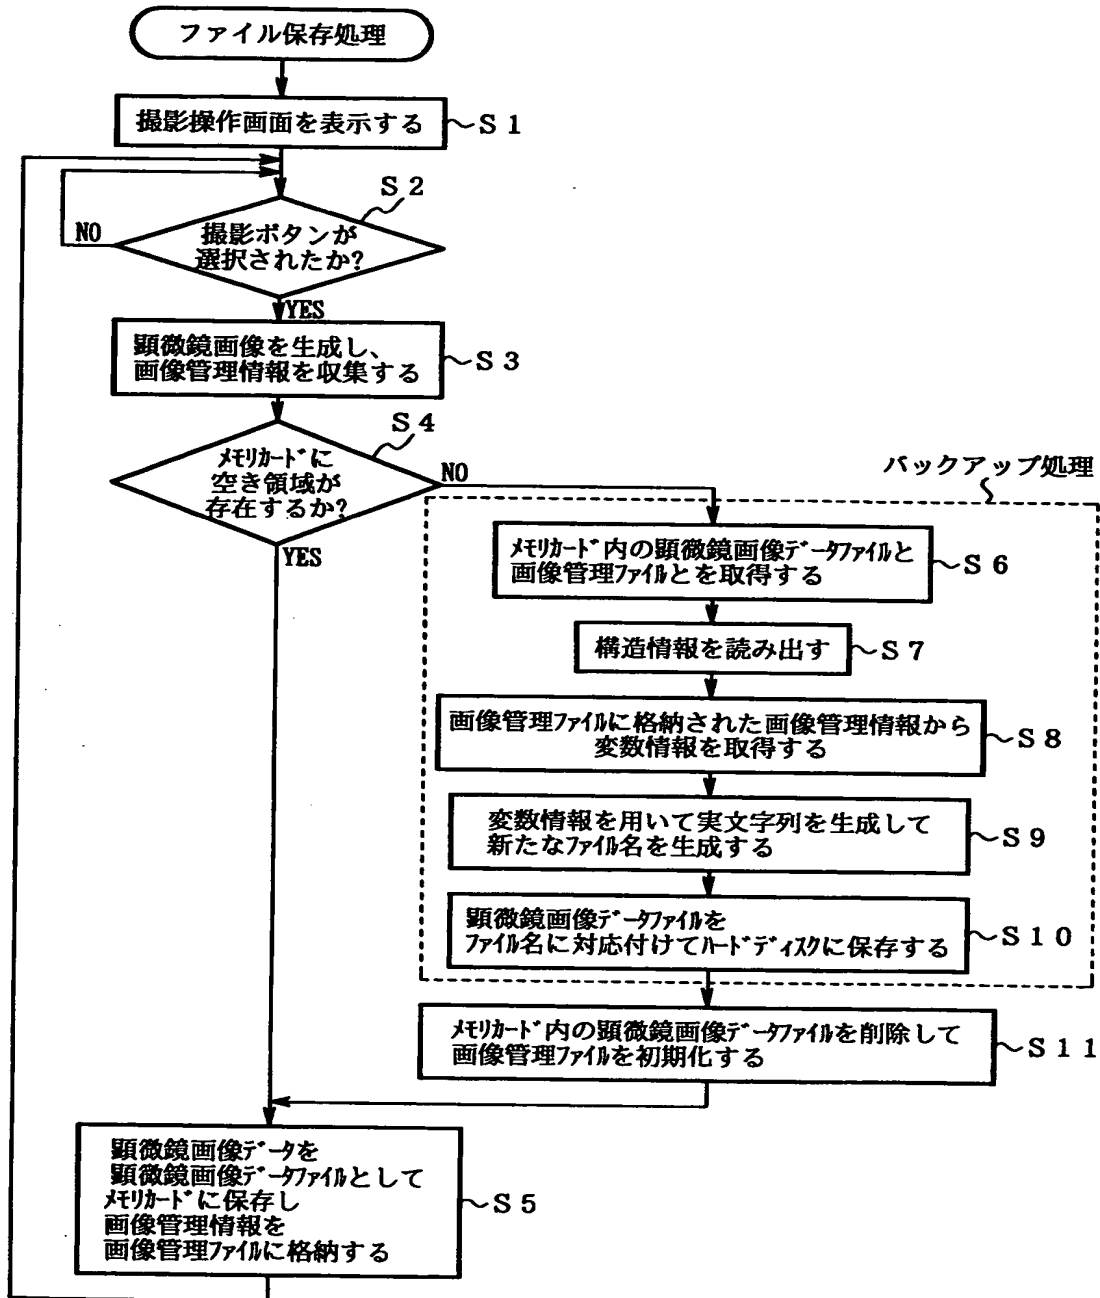 ファイル保存処理
撮影操作画面を表示する
S1
S2
撮影ボタンが
選択されたか?
NO
YES
顕微鏡画像を生成し、
画像管理情報を収集する
S3
S4
メモリカードに
空き領域が
存在するか?
NO
YES
バックアップ処理
メモリカード内の顕微鏡画像データファイルと
画像管理ファイルとを取得する
S6
構造情報を読み出す
S7
画像管理ファイルに格納された画像管理情報から
変数情報を取得する
S8
変数情報を用いて実文字列を生成して
新たなファイル名を生成する
S9
顕微鏡画像データファイルを
ファイル名に対応付けてハードディスクに保存する
S10
メモリカード内の顕微鏡画像データファイルを削除して
画像管理ファイルを初期化する
S11
顕微鏡画像データを
顕微鏡画像データファイルとして
メモリカードに保存し
画像管理情報を
画像管理ファイルに格納する
S5